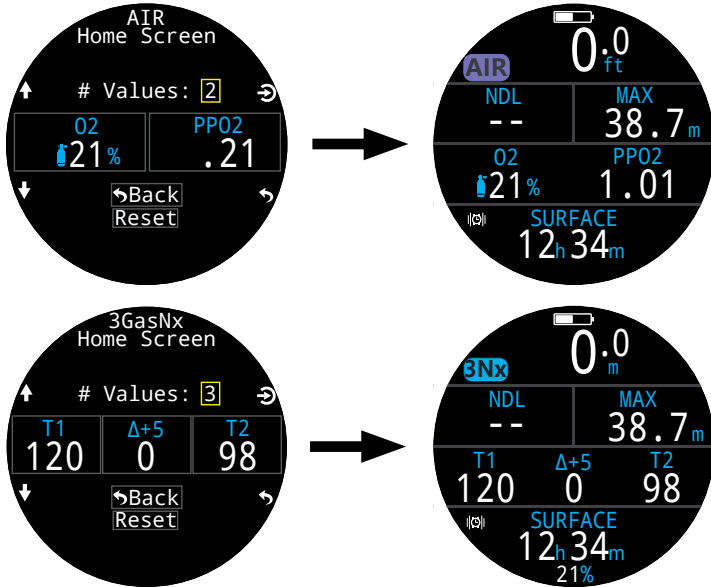 AIR
Home Screen
# Values: 2
O2 PPO2
21% .21
Back
Reset
0.0
ft
AIR
NDL MAX
-- 38.7m
O2 PPO2
21% 1.01
SURFACE
12h34m
3GasNx
Home Screen
# Values: 3
T1 Δ+5 T2
120 0 98
Back
Reset
0.0
m
3Nx
NDL MAX
-- 38.7m
T1 Δ+5 T2
120 0 98
SURFACE
12h34m
21%